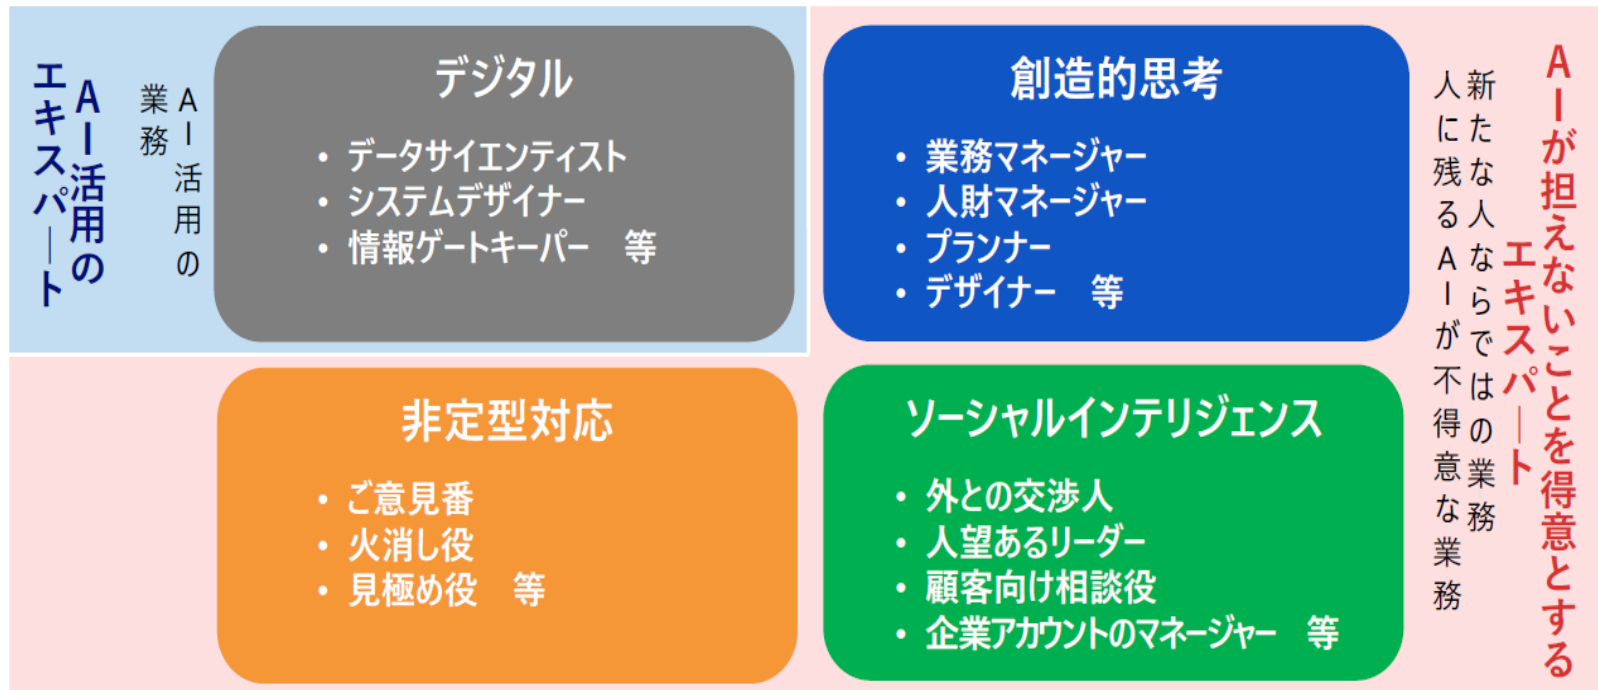 AI活用の
エキスパート
AI活用の
業務
デジタル
・データサイエンティスト
・システムデザイナー
・情報ゲートキーパー　等
創造的思考
・業務マネージャー
・人財マネージャー
・プランナー
・デザイナー　等
非定型対応
・ご意見番
・火消し役
・見極め役　等
ソーシャルインテリジェンス
・外との交渉人
・人望あるリーダー
・顧客向け相談役
・企業アカウントのマネージャー　等
AIが担えないことを得意とする
エキスパート
新たな人ならではの業務
人に残るAIが不得意な業務